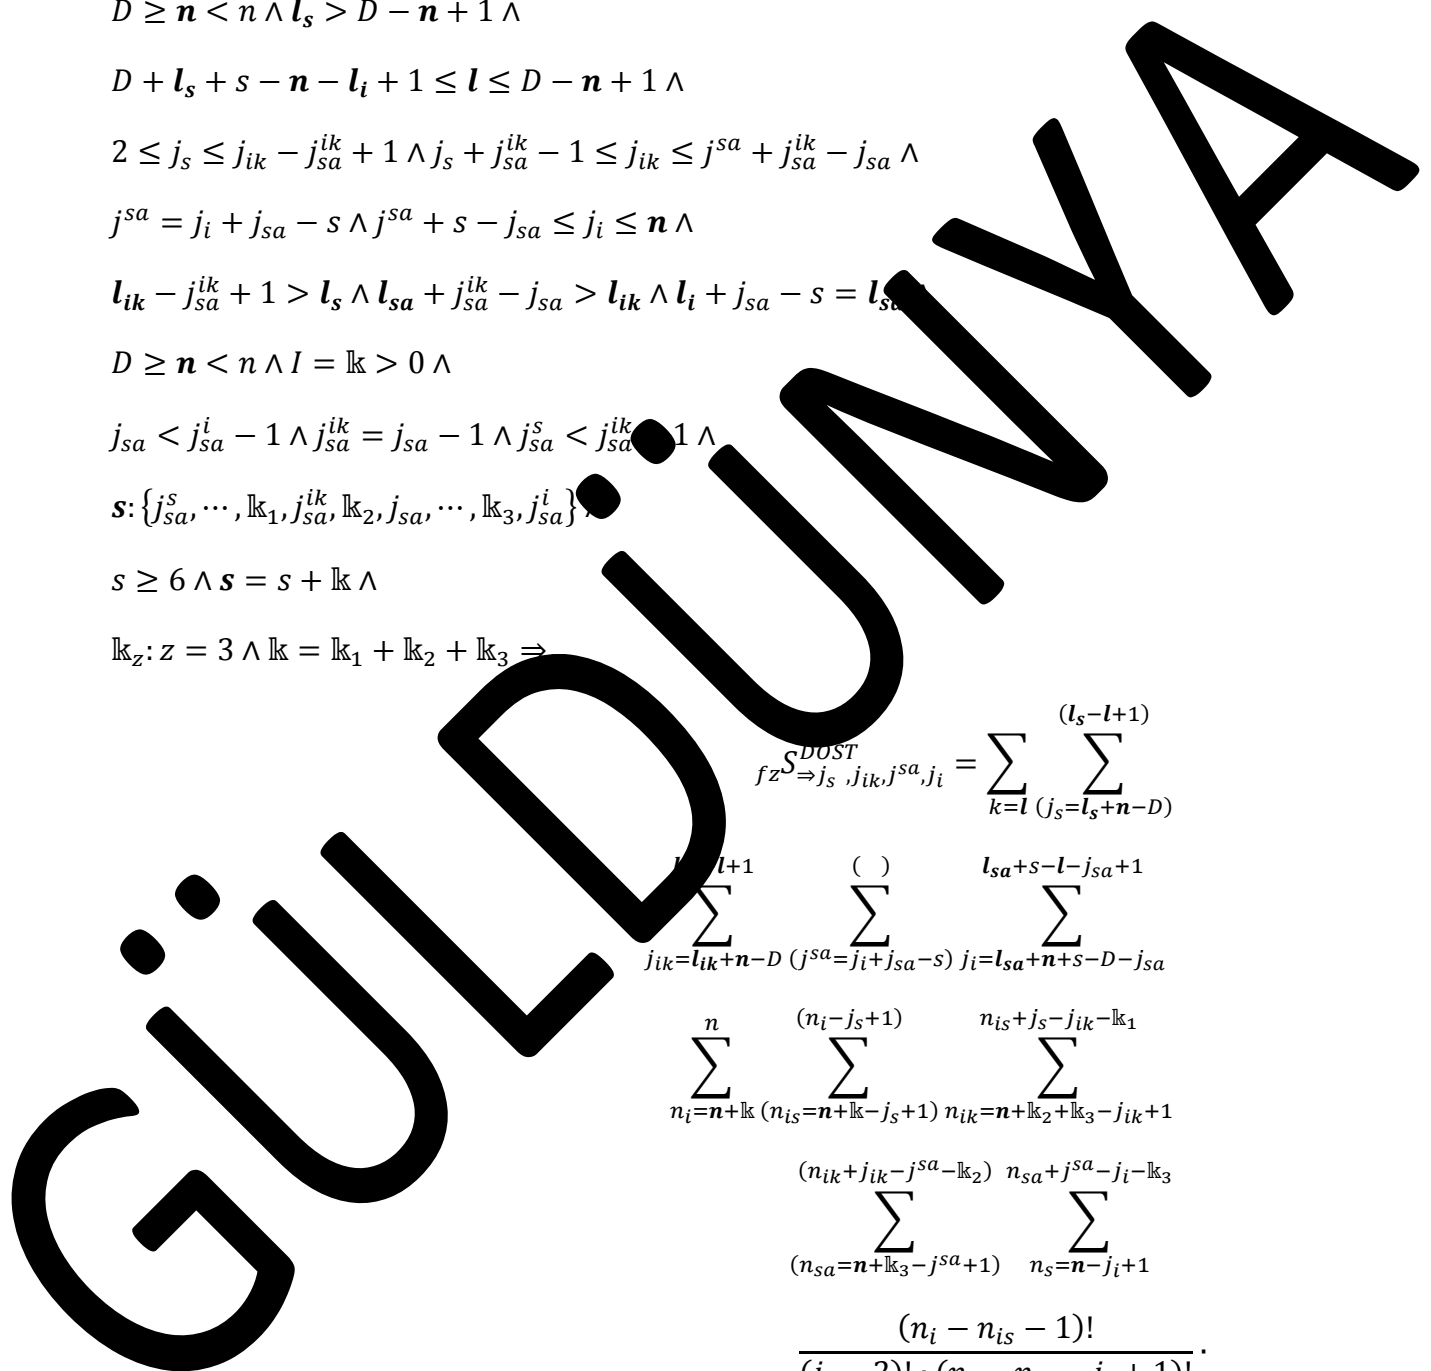 D ≥ n < n ∧ l_s > D − n + 1 ∧
D + l_s + s − n − l_i + 1 ≤ l ≤ D − n + 1 ∧
2 ≤ j_s ≤ j_ik − j_sa^ik + 1 ∧ j_s + j_sa^ik − 1 ≤ j_ik ≤ j^sa + j_sa^ik − j_sa ∧
j^sa = j_i + j_sa − s ∧ j^sa + s − j_sa ≤ j_i ≤ n ∧
l_ik − j_sa^ik + 1 > l_s ∧ l_sa + j_sa^ik − j_sa > l_ik ∧ l_i + j_sa − s = l_sa ∧
D ≥ n < n ∧ I = 𝕜 > 0 ∧
j_sa < j_sa^i − 1 ∧ j_sa^ik = j_sa − 1 ∧ j_sa^s < j_sa^ik 1 ∧
s: {j_sa^s, ⋯ , 𝕜_1, j_sa^ik, 𝕜_2, j_sa, ⋯ , 𝕜_3, j_sa^i} ∧
s ≥ 6 ∧ s = s + 𝕜 ∧
𝕜_z: z = 3 ∧ 𝕜 = 𝕜_1 + 𝕜_2 + 𝕜_3 ⇒
(l_s−l+1)
fzS^DOST_⇒j_s ,j_ik,j^sa,j_i = ∑ ∑
k=l (j_s=l_s+n−D)
l+1 ( ) l_sa+s−l−j_sa+1
∑ ∑ ∑
j_ik=l_ik+n−D (j^sa=j_i+j_sa−s) j_i=l_sa+n+s−D−j_sa
n (n_i−j_s+1) n_is+j_s−j_ik−𝕜_1
∑ ∑ ∑
n_i=n+𝕜 (n_is=n+𝕜−j_s+1) n_ik=n+𝕜_2+𝕜_3−j_ik+1
(n_ik+j_ik−j^sa−𝕜_2) n_sa+j^sa−j_i−𝕜_3
∑ ∑
(n_sa=n+𝕜_3−j^sa+1) n_s=n−j_i+1
(n_i − n_is − 1)!
GÜLDÜNYA